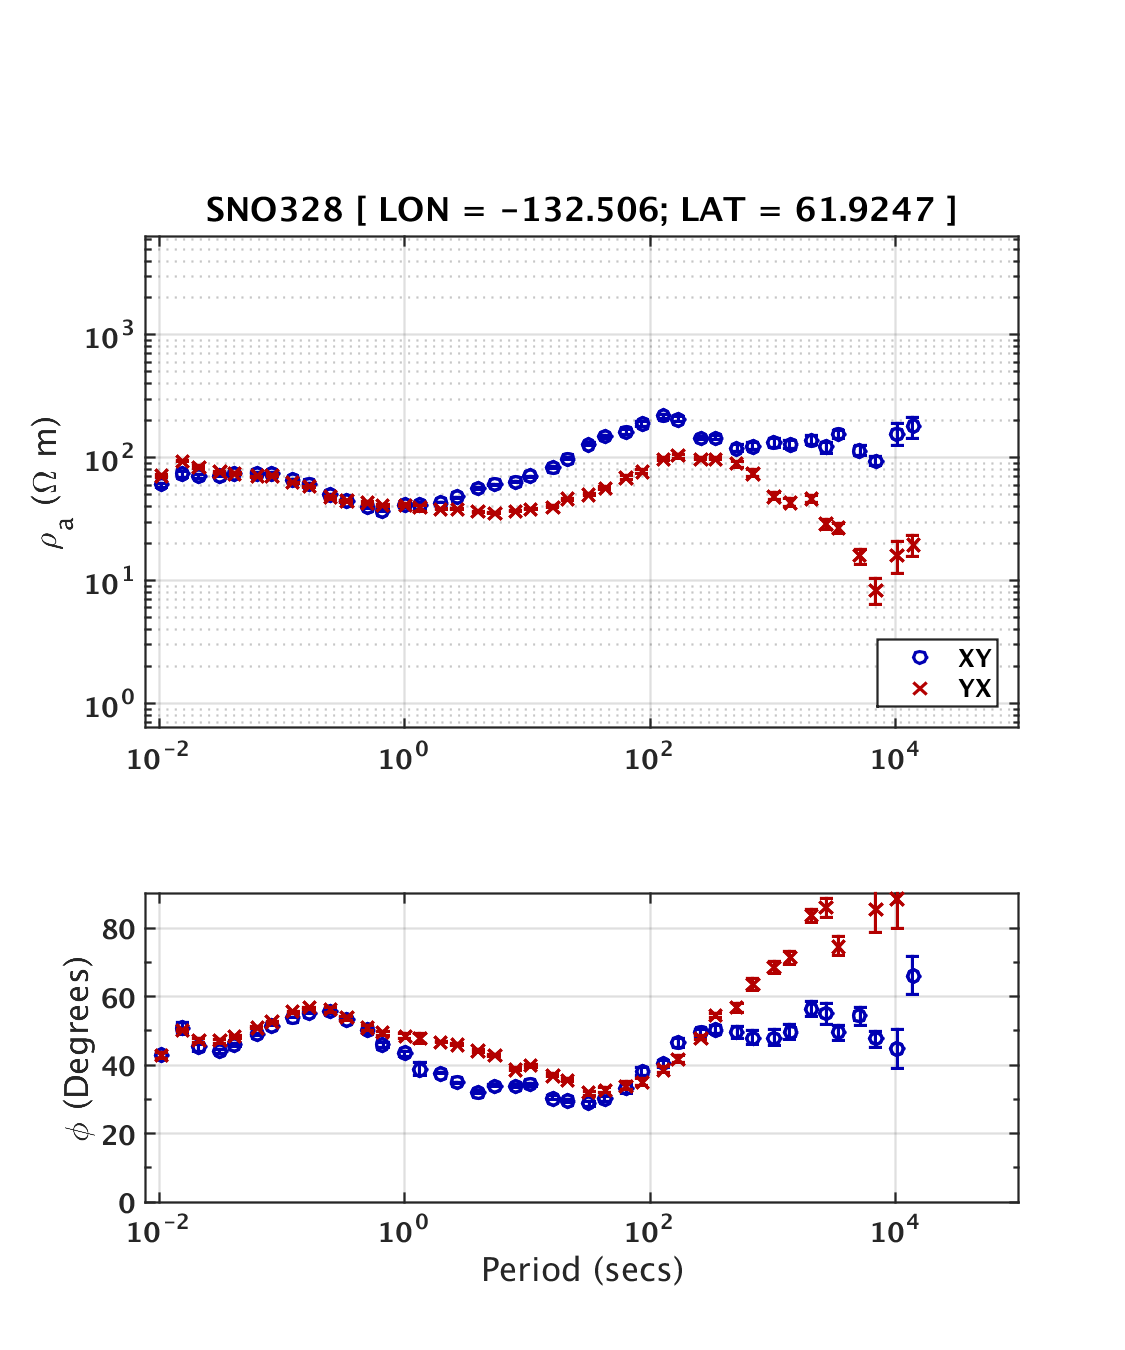 SNO328 [ LON = -132.506; LAT = 61.9247 ]
ρa (Ω m)
10^3
10^2
10^1
10^0
XY
YX
10^-2 10^0 10^2 10^4
ϕ (Degrees)
80
60
40
20
0
10^-2 10^0 10^2 10^4
Period (secs)